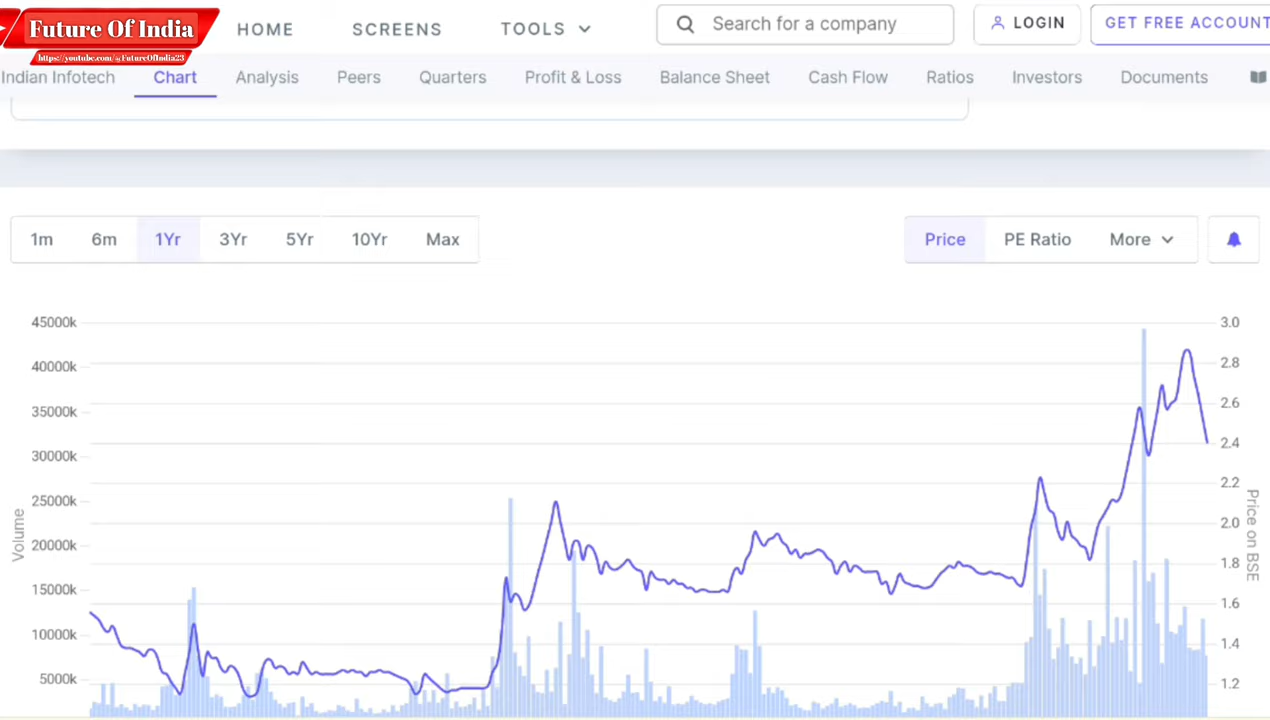 Future Of India
https://youtube.com/@FutureOfIndia23
HOME SCREENS TOOLS Search for a company LOGIN GET FREE ACCOUNT
Indian Infotech Chart Analysis Peers Quarters Profit & Loss Balance Sheet Cash Flow Ratios Investors Documents
1m 6m 1Yr 3Yr 5Yr 10Yr Max Price PE Ratio More
45000k 3.0
40000k 2.8
35000k 2.6
30000k 2.4
25000k 2.2
20000k 2.0
15000k 1.8
10000k 1.6
5000k 1.4
1.2
Volume
Price on BSE